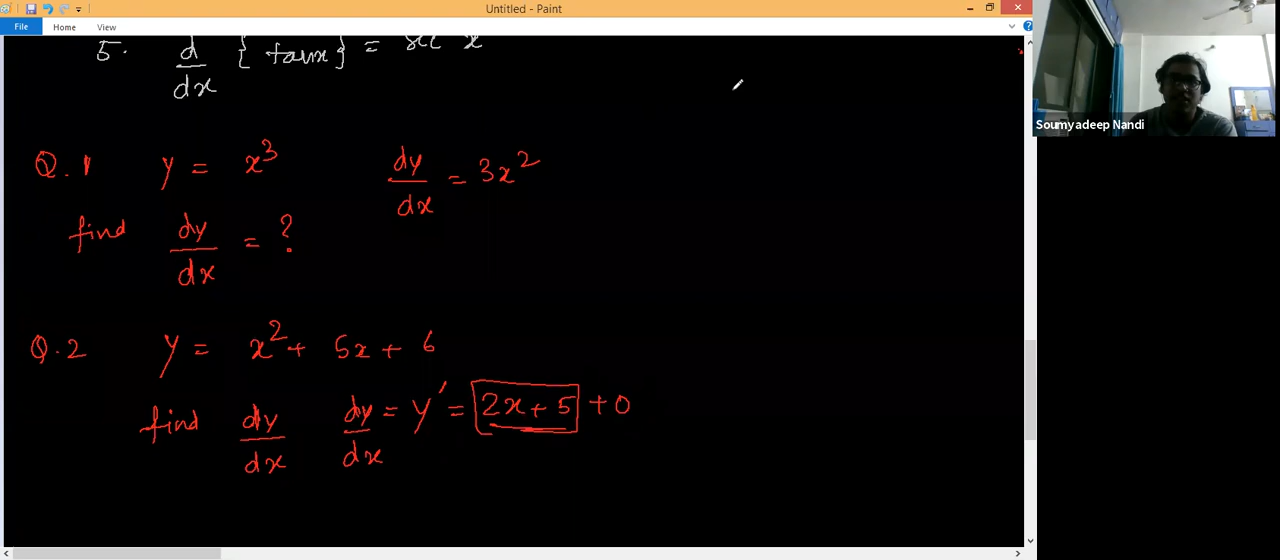 Untitled - Paint
File Home View
5. d/dx { tanx } = sec x
Q.1 y = x³ dy/dx = 3x²
find dy/dx = ?
Q.2 y = x² + 5x + 6
find dy/dx dy/dx = y' = 2x + 5 + 0
Soumyadeep Nandi